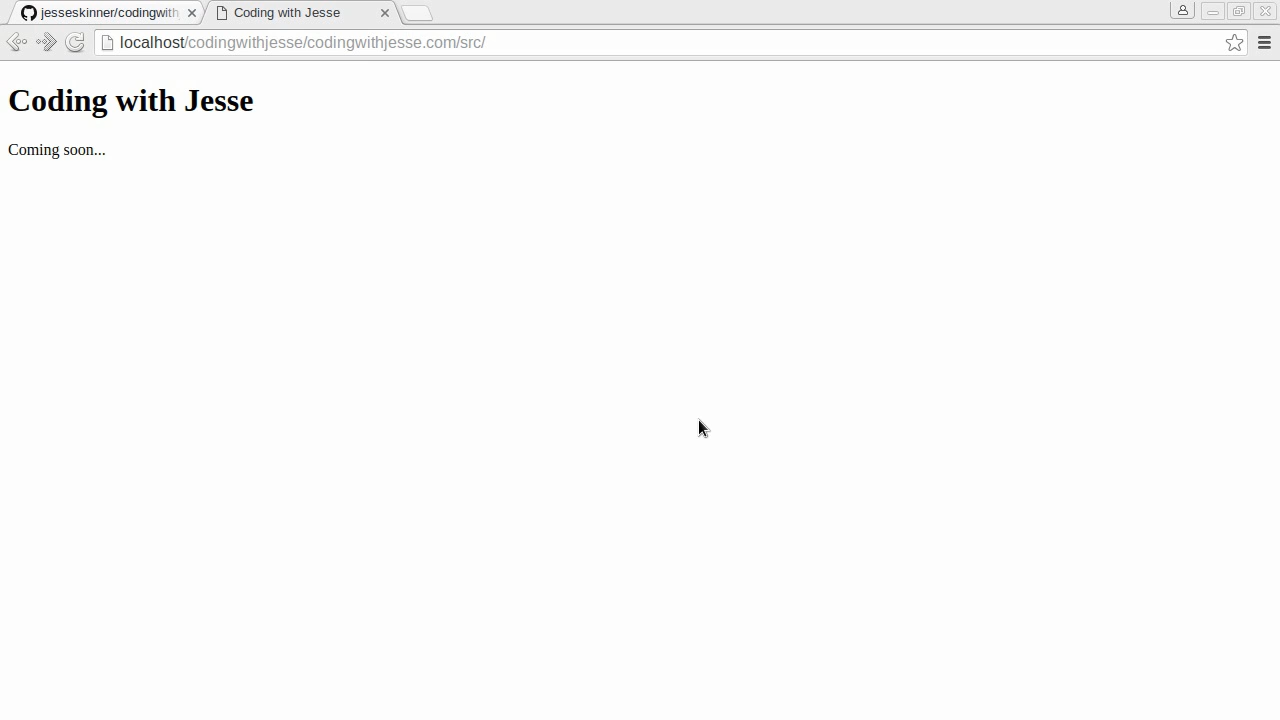 jesseskinner/codingwith
Coding with Jesse
localhost/codingwithjesse/codingwithjesse.com/src/
Coding with Jesse
Coming soon...